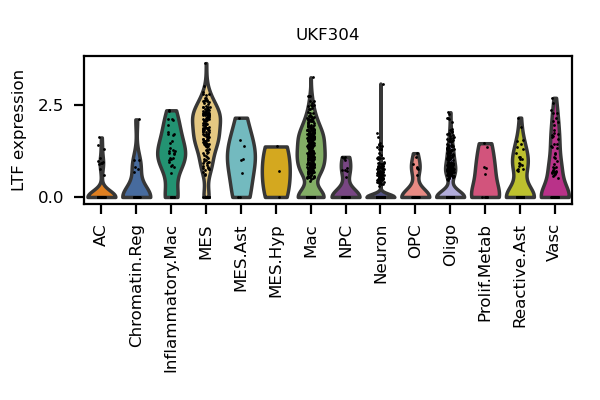 UKF304
LTF expression
2.5
0.0
AC
Chromatin.Reg
Inflammatory.Mac
MES
MES.Ast
MES.Hyp
Mac
NPC
Neuron
OPC
Oligo
Prolif.Metab
Reactive.Ast
Vasc